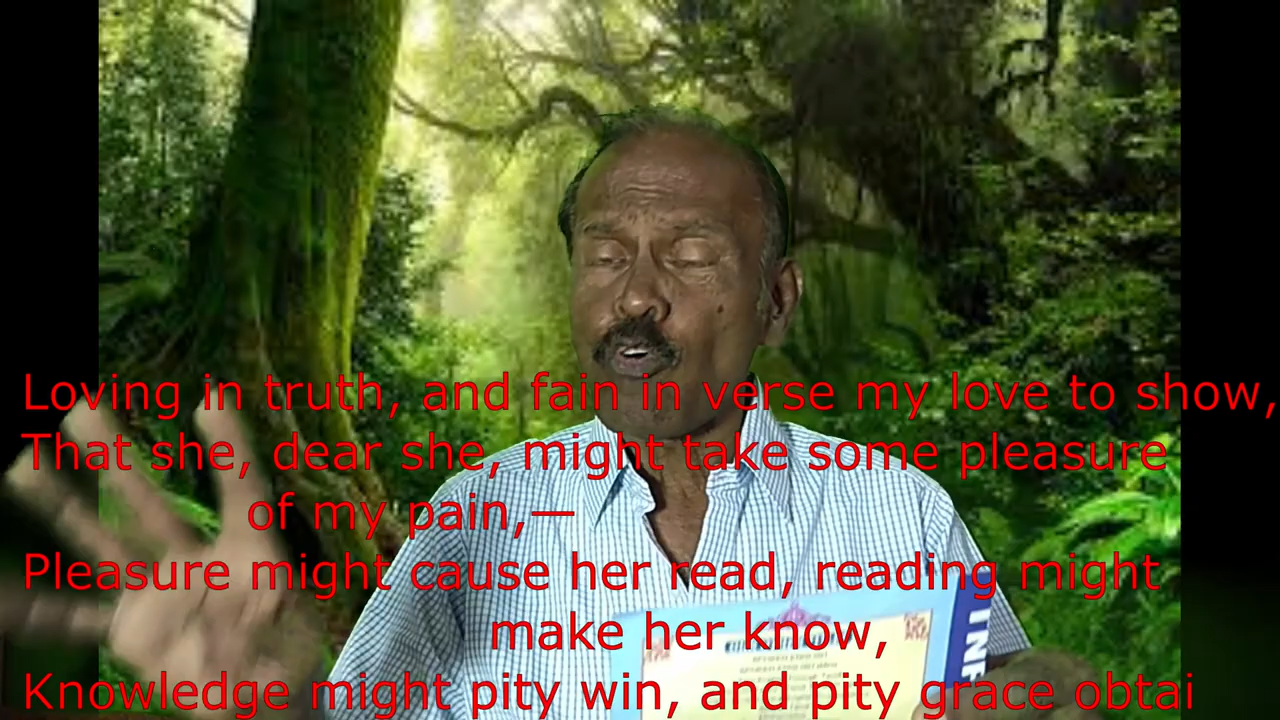 Loving in truth, and fain in verse my love to show,
That she, dear she, might take some pleasure
of my pain,—
Pleasure might cause her read, reading might
make her know,
Knowledge might pity win, and pity grace obtai